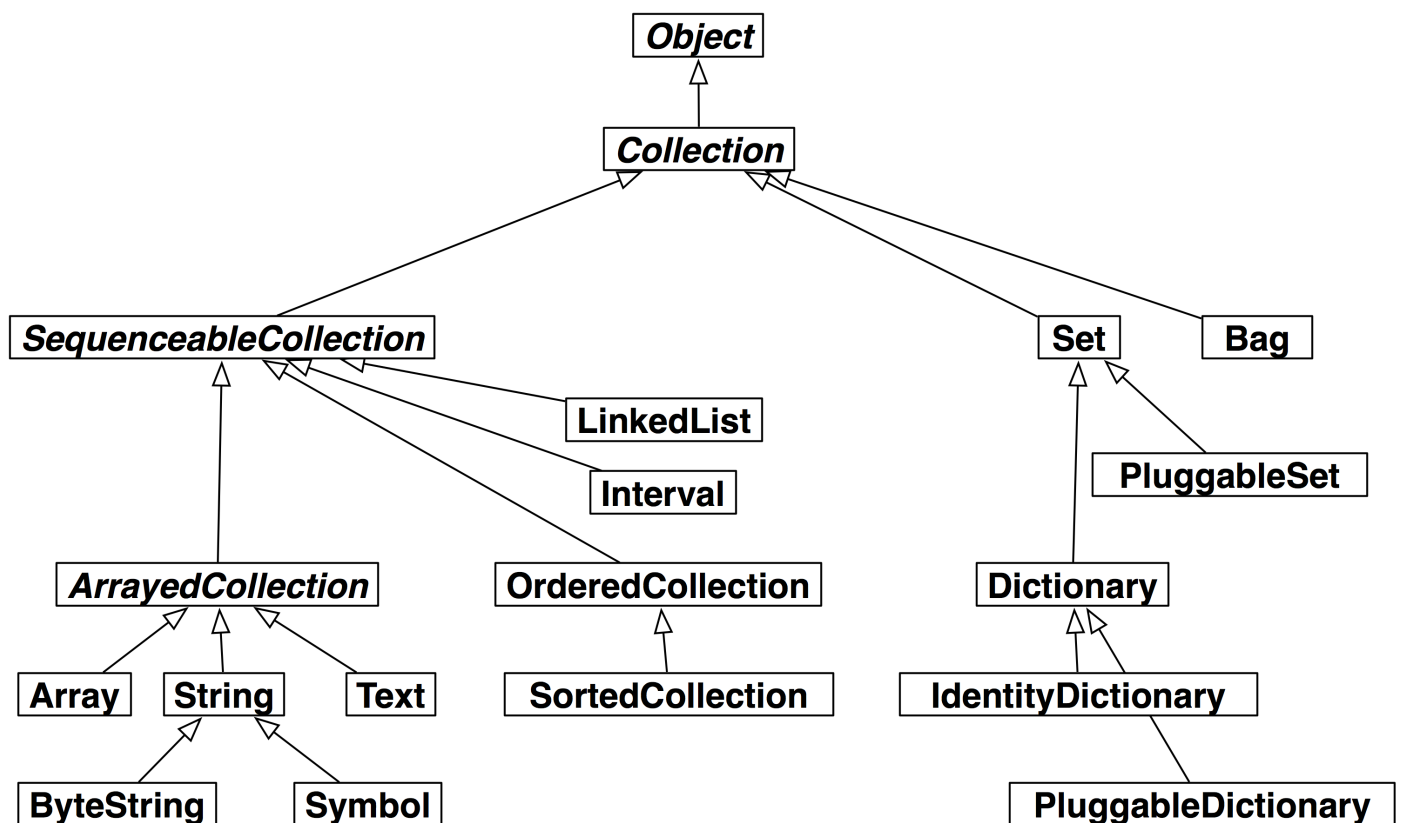 Object
Collection
SequenceableCollection
Set
Bag
LinkedList
PluggableSet
Interval
ArrayedCollection
OrderedCollection
Dictionary
Array
String
Text
SortedCollection
IdentityDictionary
ByteString
Symbol
PluggableDictionary